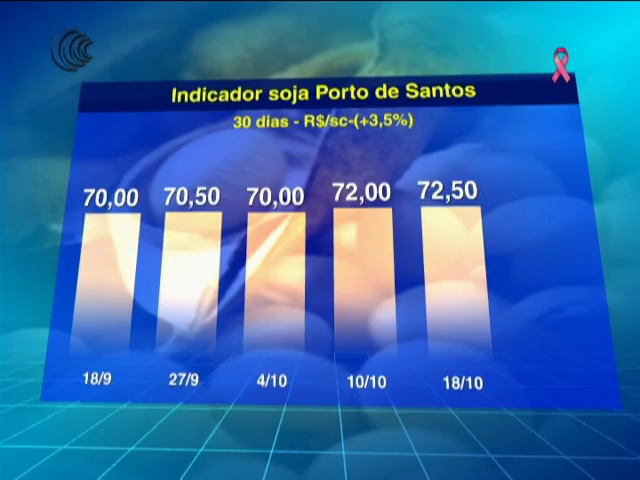 Indicador soja Porto de Santos
30 dias - R$/sc-(+3,5%)
70,00 70,50 70,00 72,00 72,50
18/9 27/9 4/10 10/10 18/10